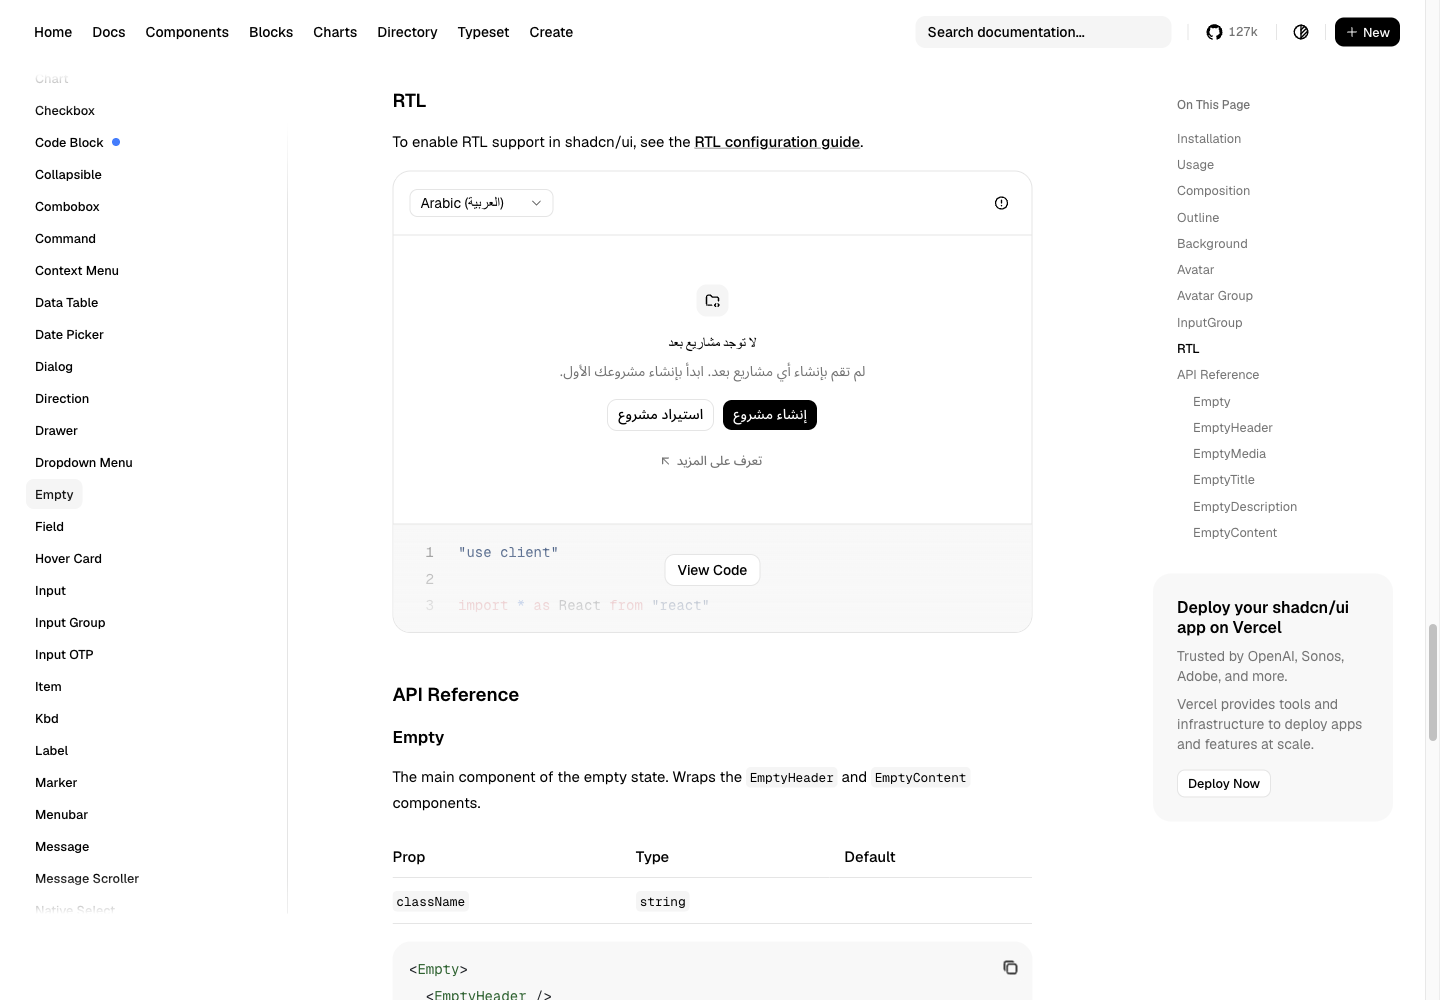 Home Docs Components Blocks Charts Directory Typeset Create
Search documentation...
127k
New
Chart
Checkbox
Code Block
Collapsible
Combobox
Command
Context Menu
Data Table
Date Picker
Dialog
Direction
Drawer
Dropdown Menu
Empty
Field
Hover Card
Input
Input Group
Input OTP
Item
Kbd
Label
Marker
Menubar
Message
Message Scroller
Native Select
RTL
To enable RTL support in shadcn/ui, see the RTL configuration guide.
Arabic (العربية)
لا توجد مشاريع بعد
لم تقم بإنشاء أي مشاريع بعد. ابدأ بإنشاء مشروعك الأول.
إنشاء مشروع
استيراد مشروع
تعرف على المزيد
1 "use client"
2
View Code
3 import * as React from "react"
API Reference
Empty
The main component of the empty state. Wraps the EmptyHeader and EmptyContent
components.
Prop Type Default
className string
<Empty>
<EmptyHeader />
On This Page
Installation
Usage
Composition
Outline
Background
Avatar
Avatar Group
InputGroup
RTL
API Reference
Empty
EmptyHeader
EmptyMedia
EmptyTitle
EmptyDescription
EmptyContent
Deploy your shadcn/ui
app on Vercel
Trusted by OpenAI, Sonos,
Adobe, and more.
Vercel provides tools and
infrastructure to deploy apps
and features at scale.
Deploy Now